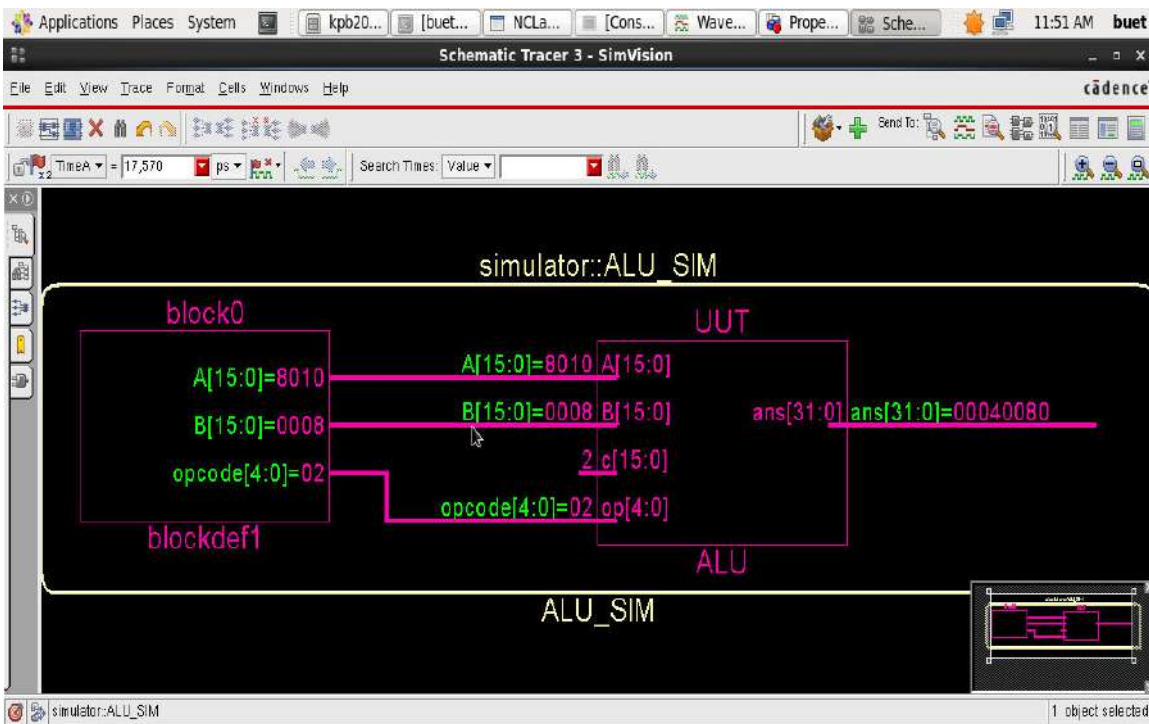 Applications Places System kpb20... [buet... NCLa... [Cons... Wave... Prope... Sche... 11:51 AM buet
Schematic Tracer 3 - SimVision
File Edit View Trace Format Cells Windows Help cādence
Send To:
x2 TimeA = 17,570 ps Search Times: Value
simulator::ALU_SIM
block0
UUT
A[15:0]=8010 A[15:0]=8010 A[15:0]
B[15:0]=0008 B[15:0]=0008 B[15:0] ans[31:0] ans[31:0]=00040080
2 c[15:0]
opcode[4:0]=02 opcode[4:0]=02 op[4:0]
blockdef1
ALU
ALU_SIM
simulator::ALU_SIM 1 object selected